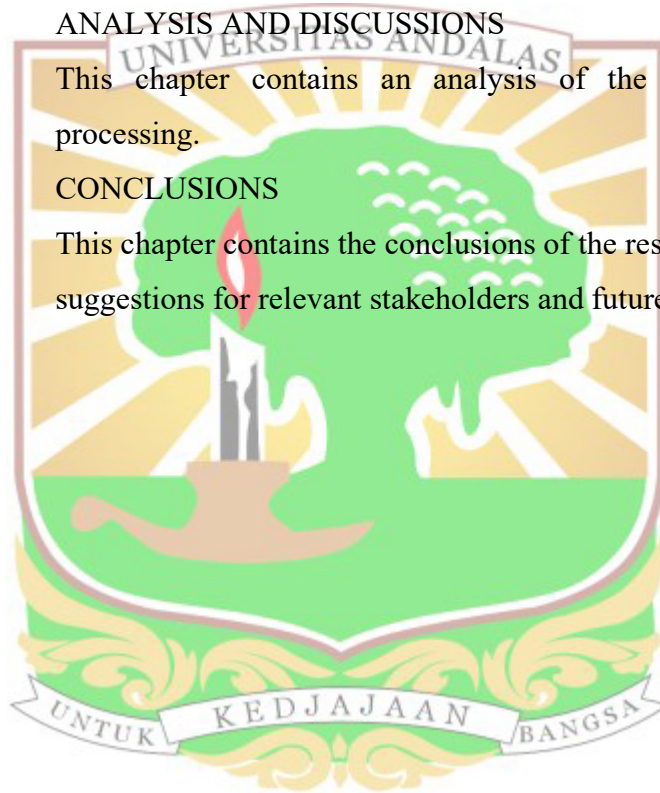 ANALYSIS AND DISCUSSIONS
UNIVERSITAS ANDALAS
This chapter contains an analysis of the
processing.
CONCLUSIONS
This chapter contains the conclusions of the res
suggestions for relevant stakeholders and future
UNTUK KEDJAJAAN BANGSA